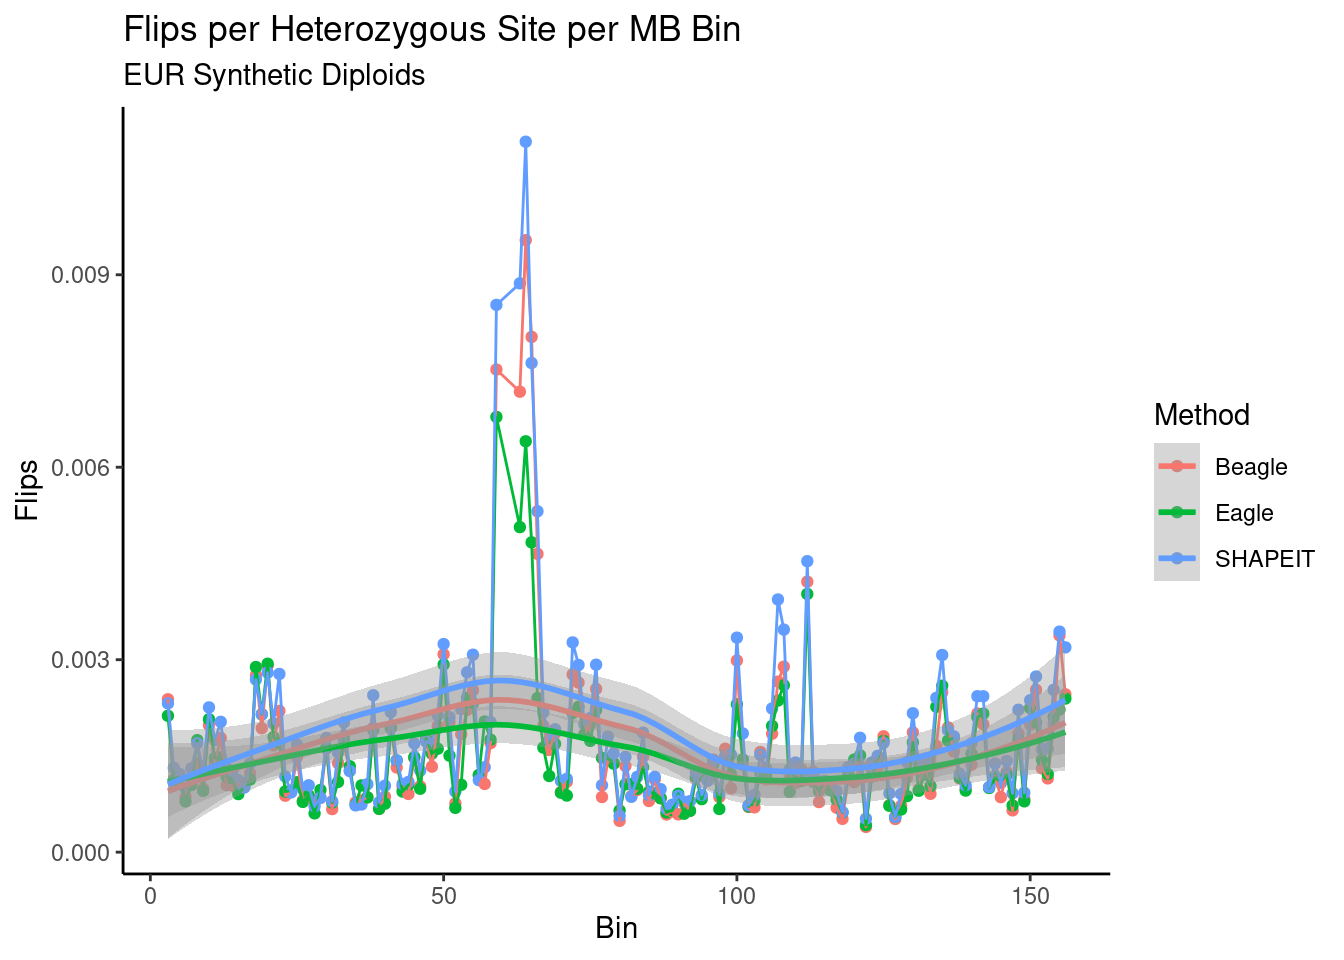 Flips per Heterozygous Site per MB Bin
EUR Synthetic Diploids
Flips
0.009
0.006
0.003
0.000
0
50
100
150
Bin
Method
Beagle
Eagle
SHAPEIT